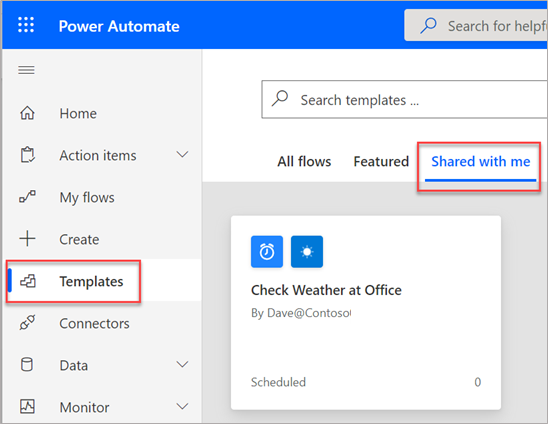 Power Automate
Search for helpf
Home
Action items
My flows
Create
Templates
Connectors
Data
Monitor
Search templates ...
All flows Featured Shared with me
Check Weather at Office
By Dave@Contoso
Scheduled 0